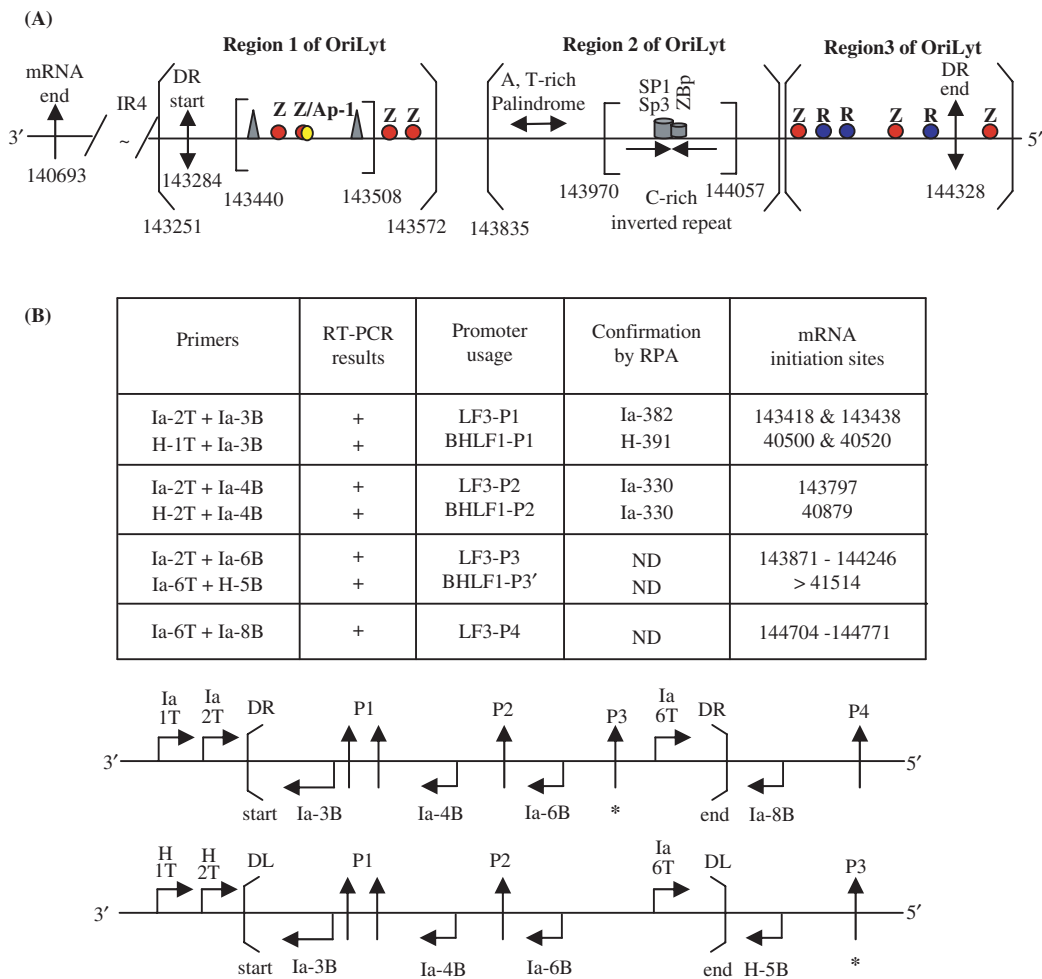 (A)
Region 1 of OriLyt
Region 2 of OriLyt
Region3 of OriLyt
mRNA
end
IR4
~
DR
start
Z Z/Ap-1 Z Z
A, T-rich
Palindrome
SP1
Sp3
ZBp
DR
end
Z R R Z R Z
3′ 5′
140693
143284
143251
143440
143508
143572
143835
143970
144057
C-rich
inverted repeat
144328
(B)
Primers
RT-PCR
results
Promoter
usage
Confirmation
by RPA
mRNA
initiation sites
Ia-2T + Ia-3B + LF3-P1 Ia-382 143418 & 143438
H-1T + Ia-3B + BHLF1-P1 H-391 40500 & 40520
Ia-2T + Ia-4B + LF3-P2 Ia-330 143797
H-2T + Ia-4B + BHLF1-P2 Ia-330 40879
Ia-2T + Ia-6B + LF3-P3 ND 143871 - 144246
Ia-6T + H-5B + BHLF1-P3′ ND > 41514
Ia-6T + Ia-8B + LF3-P4 ND 144704 -144771
Ia
1T
Ia
2T
DR
P1
P2
P3
Ia
6T
DR
P4
3′ 5′
start
Ia-3B
Ia-4B
Ia-6B
*
end
Ia-8B
H
1T
H
2T
DL
P1
P2
Ia
6T
DL
P3
3′ 5′
start
Ia-3B
Ia-4B
Ia-6B
end
H-5B
*